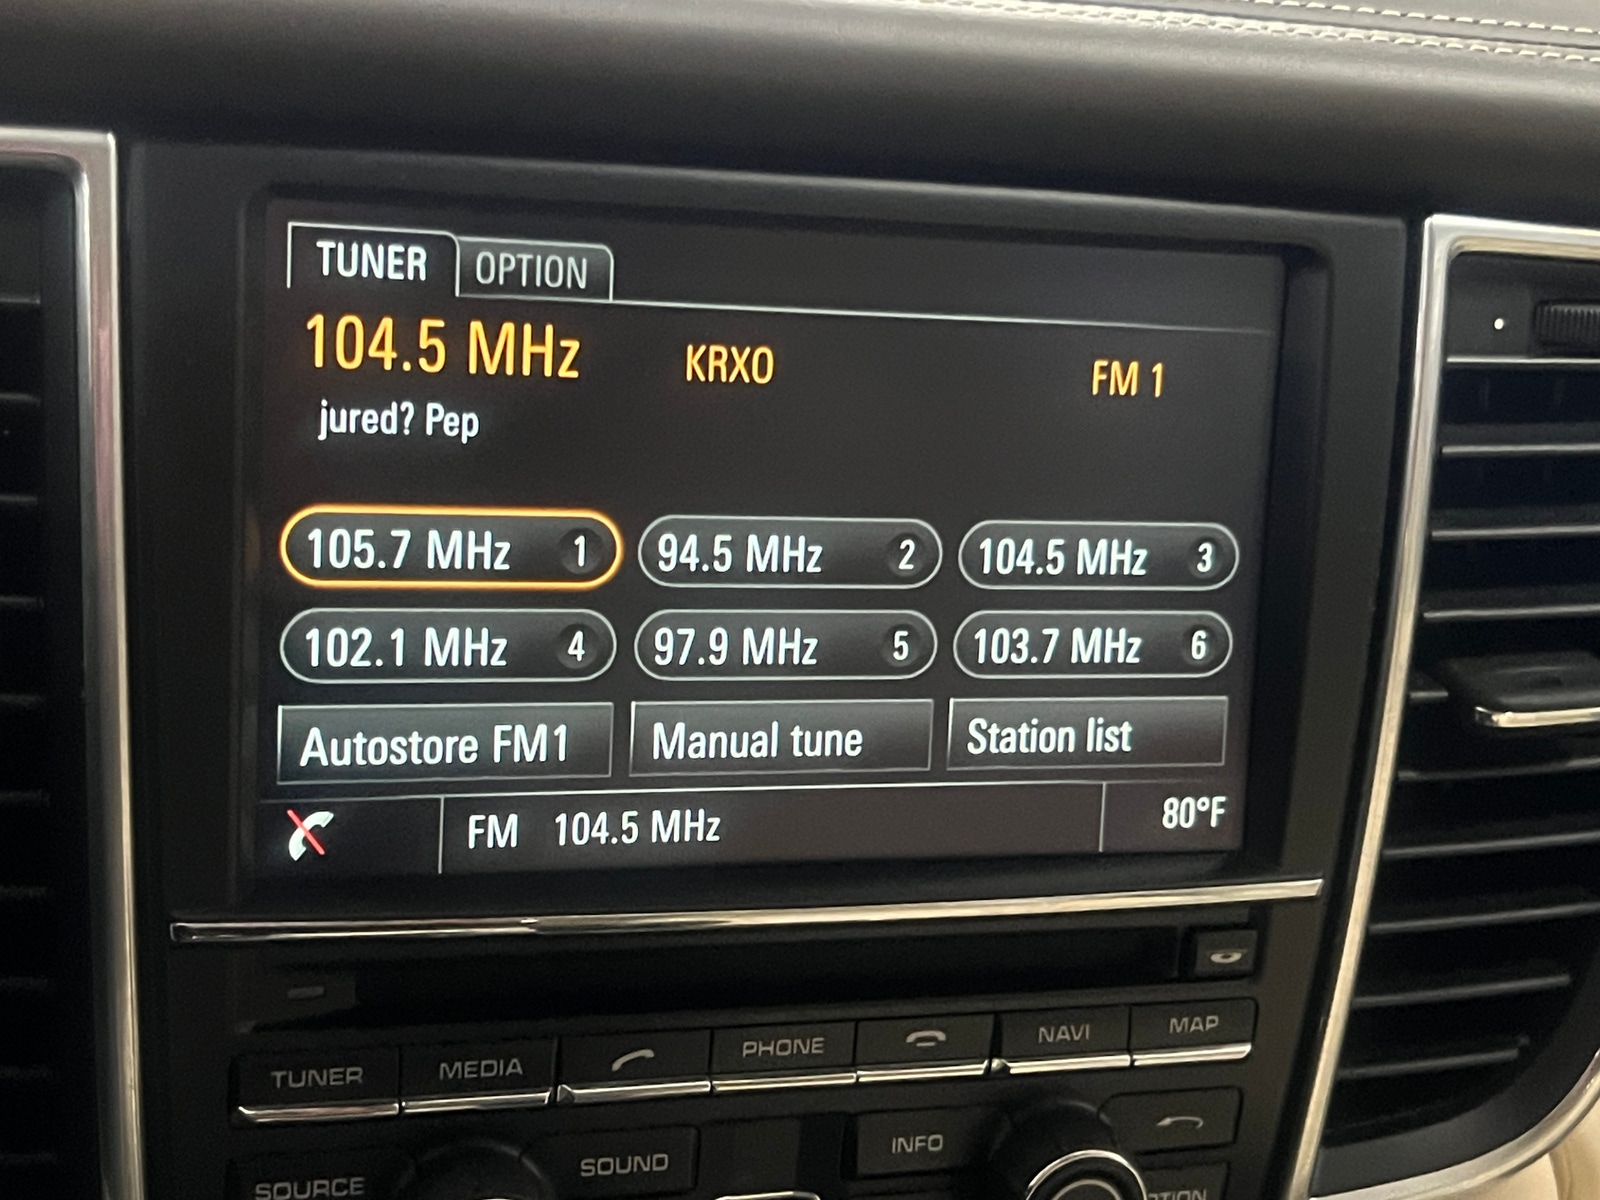 TUNER OPTION
104.5 MHz KRXO FM 1
jured? Pep
105.7 MHz 1 94.5 MHz 2 104.5 MHz 3
102.1 MHz 4 97.9 MHz 5 103.7 MHz 6
Autostore FM1 Manual tune Station list
FM 104.5 MHz 80°F
TUNER MEDIA PHONE NAVI MAP
SOURCE SOUND INFO